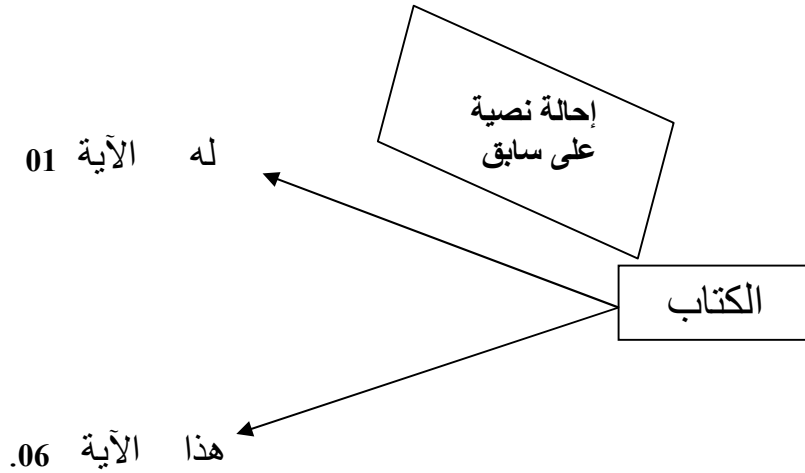 إحالة نصية
على سابق
له الآية 01
الكتاب
هذا الآية 06.